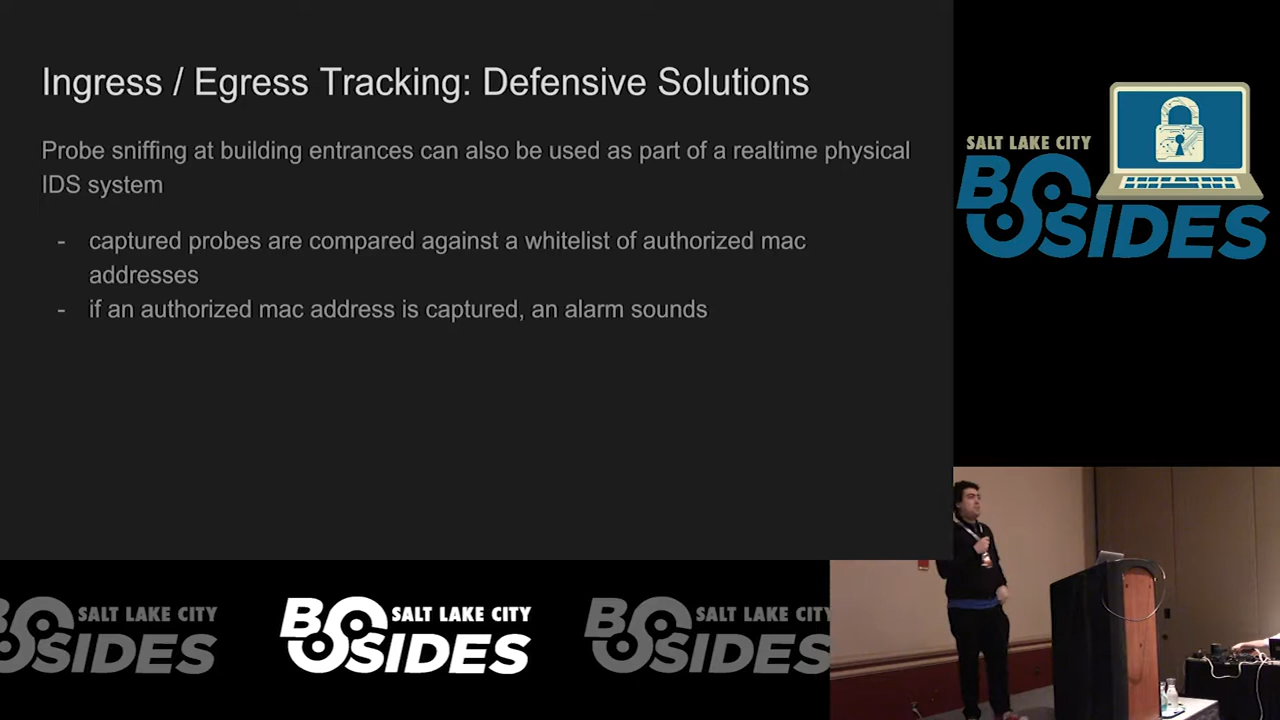 Ingress / Egress Tracking: Defensive Solutions
Probe sniffing at building entrances can also be used as part of a realtime physical
IDS system
- captured probes are compared against a whitelist of authorized mac
addresses
- if an authorized mac address is captured, an alarm sounds
SALT LAKE CITY
BSIDES
SALT LAKE CITY
BSIDES
SALT LAKE CITY
BSIDES
SALT LAKE CITY
BSIDES